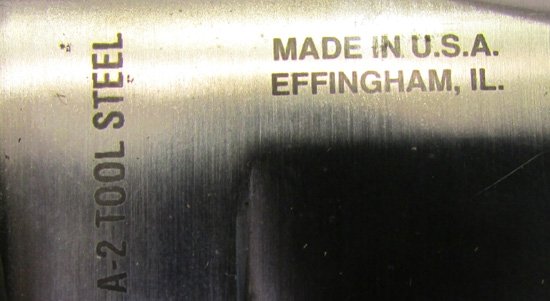 MADE IN U.S.A.
EFFINGHAM, IL.
A-2 TOOL STEEL